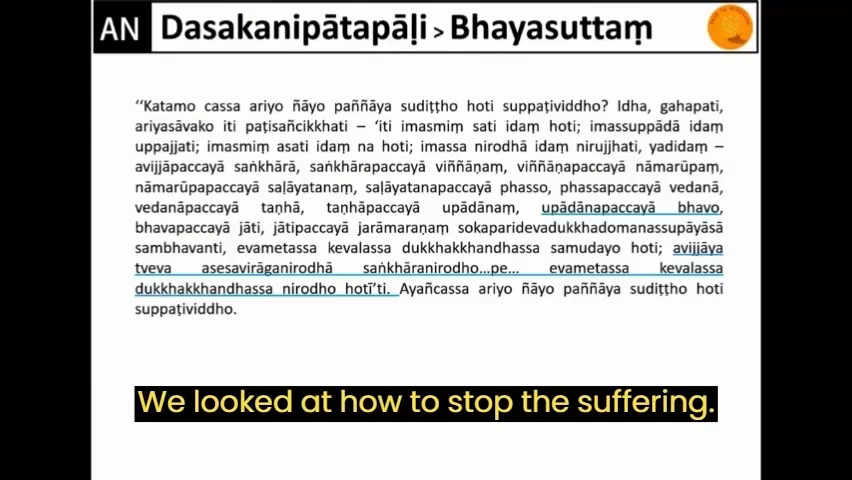 AN Dasakanipātapāḷi > Bhayasuttaṃ
‘‘Katamo cassa ariyo ñāyo paññāya sudiṭṭho hoti suppaṭividdho? Idha, gahapati,
ariyasāvako iti paṭisañcikkhati – ‘iti imasmiṃ sati idaṃ hoti; imassuppādā idaṃ
uppajjati; imasmiṃ asati idaṃ na hoti; imassa nirodhā idaṃ nirujjhati, yadidaṃ –
avijjāpaccayā saṅkhārā, saṅkhārapaccayā viññāṇaṃ, viññāṇapaccayā nāmarūpaṃ,
nāmarūpapaccayā saḷāyatanaṃ, saḷāyatanapaccayā phasso, phassapaccayā vedanā,
vedanāpaccayā taṇhā, taṇhāpaccayā upādānaṃ, upādānapaccayā bhavo,
bhavapaccayā jāti, jātipaccayā jarāmaraṇaṃ sokaparidevadukkhadomanassupāyāsā
sambhavanti, evametassa kevalassa dukkhakkhandhassa samudayo hoti; avijjāya
tveva asesavirāganirodhā saṅkhāranirodho...pe... evametassa kevalassa
dukkhakkhandhassa nirodho hotī’ti. Ayañcassa ariyo ñāyo paññāya sudiṭṭho hoti
suppaṭividdho.
We looked at how to stop the suffering.